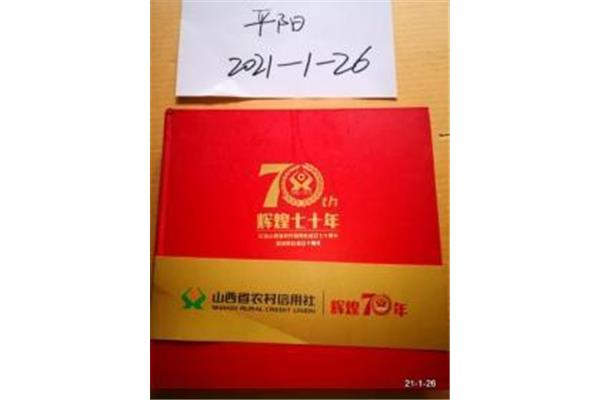 平阳
2021-1-26
70th
辉煌七十年
山西省农村信用社
SHANXI RURAL CREDIT UNION
辉煌70年
21-1-26